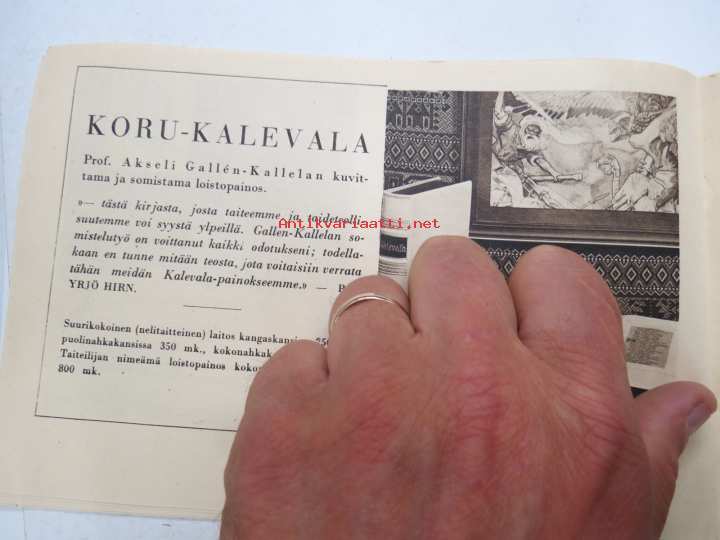 KORU-KALEVALA
Prof. Akseli Gallén-Kallelan kuvit-
tama ja somistama loistopainos.
»— tästä kirjasta, josta taiteemme ja taideteolli-
suutemme voi syystä ylpeillä. Gallen-Kallelan so-
mistelutyö on voittanut kaikki odotukseni; todella-
kaan en tunne mitään teosta, jota voitaisiin verrata
tähän meidän Kalevala-painokseemme.» —
YRJÖ HIRN.
Suurikokoinen (nelitaitteinen) laitos kangaskansin
puolinahkakansissa 350 mk., kokonahkak
Taiteilijan nimeämä loistopainos koko
800 mk.
Antikvariaatti.net